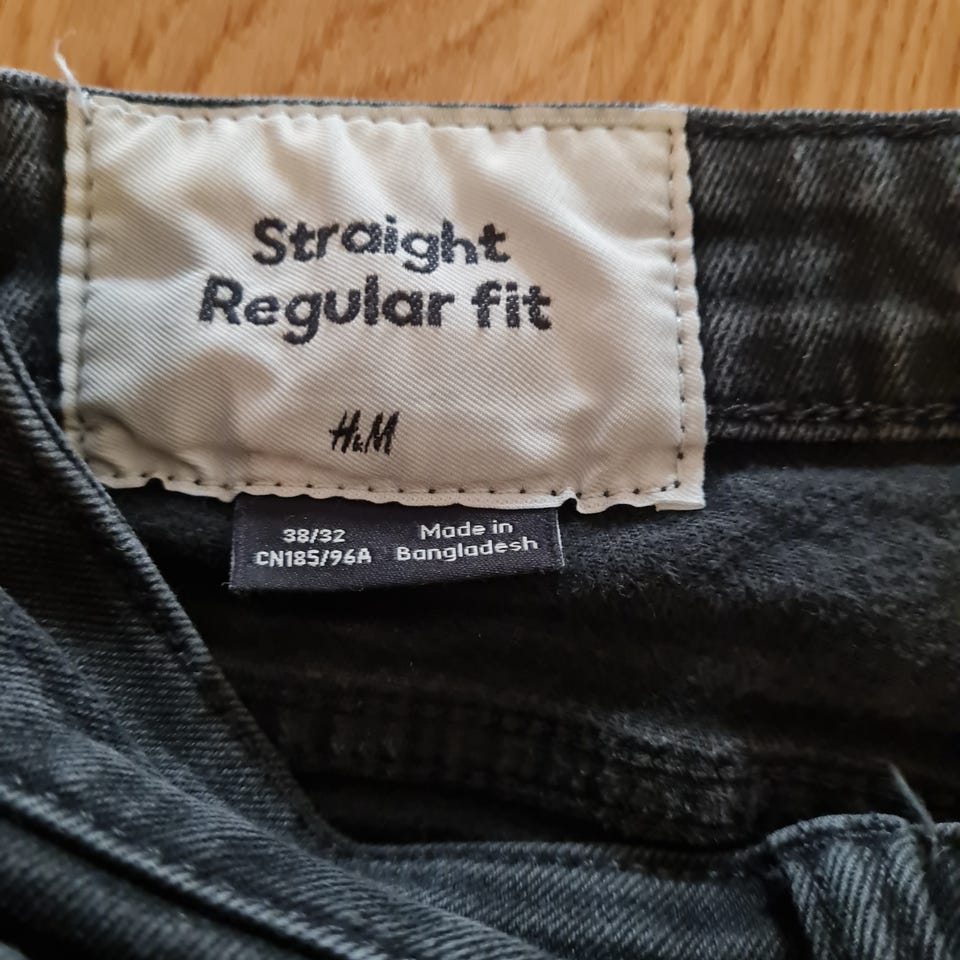 Straight
Regular fit
H&M
38/32
CN185/96A
Made in
Bangladesh